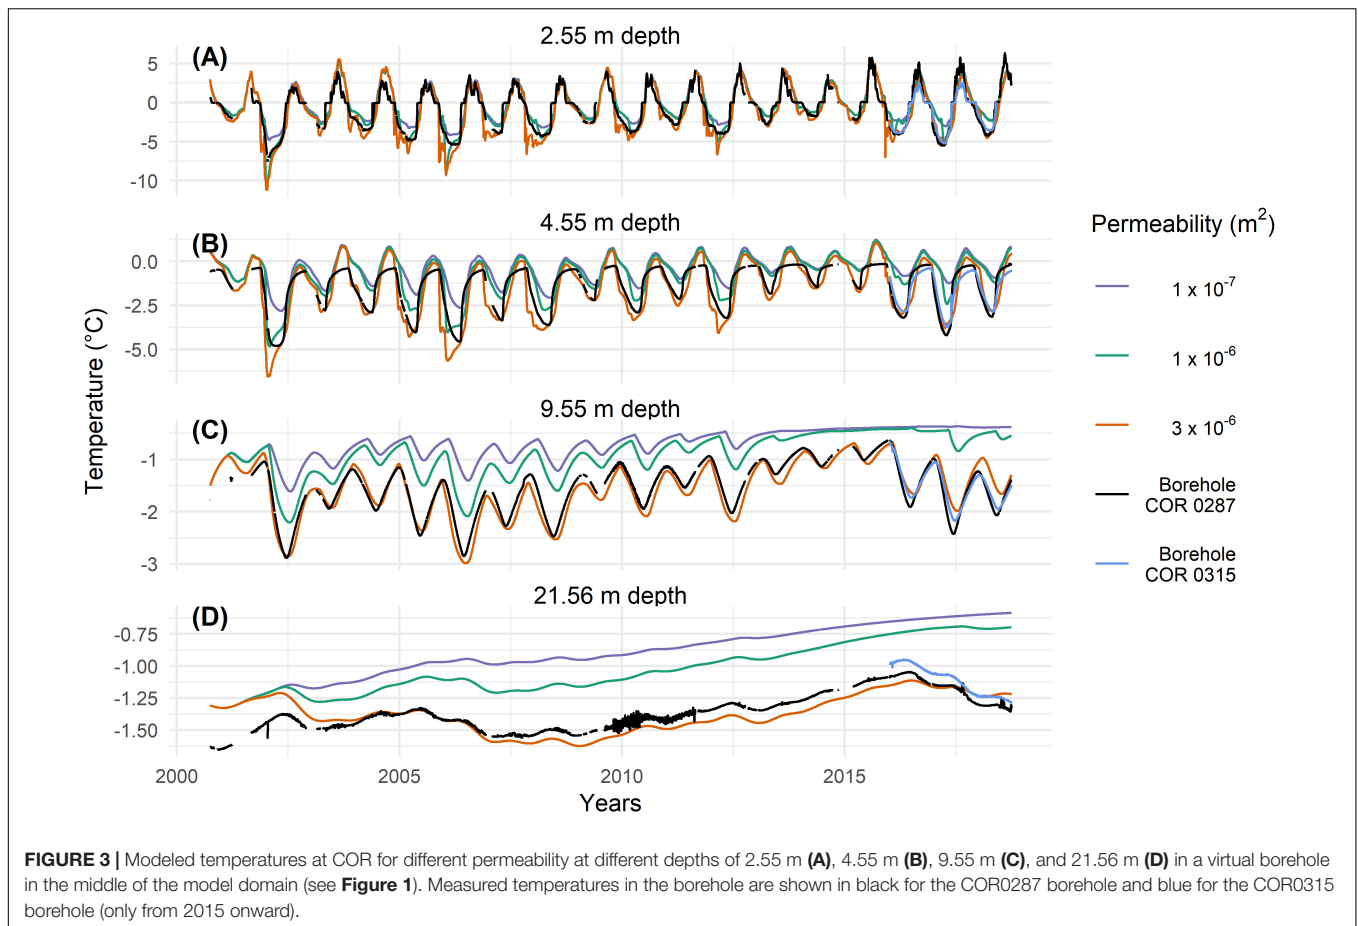 2.55 m depth
(A)
5
0
-5
-10
4.55 m depth
(B)
0.0
-2.5
-5.0
9.55 m depth
(C)
-1
-2
-3
21.56 m depth
(D)
-0.75
-1.00
-1.25
-1.50
Temperature (°C)
2000
2005
2010
2015
Years
Permeability (m²)
1 x 10⁻⁷
1 x 10⁻⁶
3 x 10⁻⁶
Borehole
COR 0287
Borehole
COR 0315
FIGURE 3 | Modeled temperatures at COR for different permeability at different depths of 2.55 m (A), 4.55 m (B), 9.55 m (C), and 21.56 m (D) in a virtual borehole
in the middle of the model domain (see Figure 1). Measured temperatures in the borehole are shown in black for the COR0287 borehole and blue for the COR0315
borehole (only from 2015 onward).